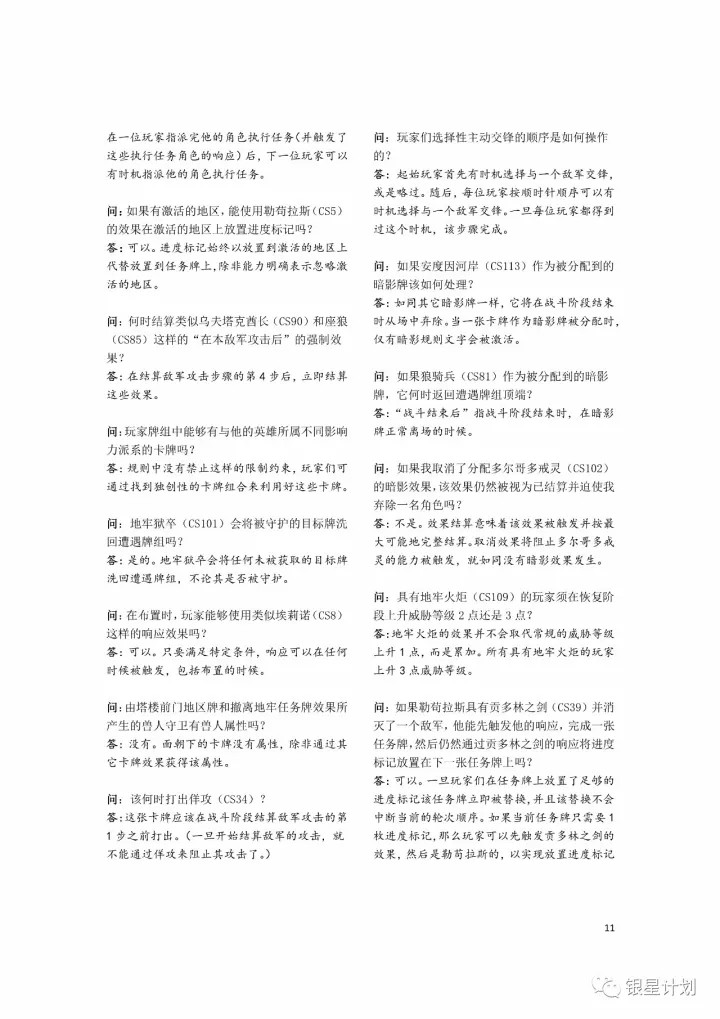 在一位玩家指派完他的角色执行任务（并触发了
这些执行任务角色的响应）后，下一位玩家可以
有时机指派他的角色执行任务。
问：如果有激活的地区，能使用勒苟拉斯（CS5）
的效果在激活的地区上放置进度标记吗？
答：可以。进度标记始终以放置到激活的地区上
代替放置到任务牌上，除非能力明确表示忽略激
活的地区。
问：何时结算类似乌夫塔克酋长（CS90）和座狼
（CS85）这样的“在本敌军攻击后”的强制效
果？
答：在结算敌军攻击步骤的第 4 步后，立即结算
这些效果。
问：玩家牌组中能够有与他的英雄所属不同影响
力派系的卡牌吗？
答：规则中没有禁止这样的限制约束，玩家们可
通过找到独创性的卡牌组合来利用好这些卡牌。
问：地牢狱卒（CS101）会将被守护的目标牌洗
回遭遇牌组吗？
答：是的。地牢狱卒会将任何未被获取的目标牌
洗回遭遇牌组，不论其是否被守护。
问：在布置时，玩家能够使用类似埃莉诺（CS8）
这样的响应效果吗？
答：可以。只要满足特定条件，响应可以在任何
时候被触发，包括布置的时候。
问：由塔楼前门地区牌和撤离地牢任务牌效果所
产生的兽人守卫有兽人属性吗？
答：没有。面朝下的卡牌没有属性，除非通过其
它卡牌效果获得该属性。
问：该何时打出佯攻（CS34）？
答：这张卡牌应该在战斗阶段结算敌军攻击的第
1 步之前打出。（一旦开始结算敌军的攻击，就
不能通过佯攻来阻止其攻击了。）
问：玩家们选择性主动交锋的顺序是如何操作
的？
答：起始玩家首先有时机选择与一个敌军交锋，
或是略过。随后，每位玩家按顺时针顺序可以有
时机选择与一个敌军交锋。一旦每位玩家都得到
过这个时机，该步骤完成。
问：如果安度因河岸（CS113）作为被分配到的
暗影牌该如何处理？
答：如同其它暗影牌一样，它将在战斗阶段结束
时从场中弃除。当一张卡牌作为暗影牌被分配时，
仅有暗影规则文字会被激活。
问：如果狼骑兵（CS81）作为被分配到的暗影
牌，它何时返回遭遇牌组顶端？
答：“战斗结束后”指战斗阶段结束时，在暗影
牌正常离场的时候。
问：如果我取消了分配多尔哥多戒灵（CS102）
的暗影效果，该效果仍然被视为已结算并迫使我
弃除一名角色吗？
答：不是。效果结算意味着该效果被触发并按最
大可能地完整结算。取消效果将阻止多尔哥多戒
灵的能力被触发，就如同没有暗影效果发生。
问：具有地牢火炬（CS109）的玩家须在恢复阶
段上升威胁等级 2 点还是 3 点？
答：地牢火炬的效果并不会取代常规的威胁等级
上升 1 点，而是累加。所有具有地牢火炬的玩家
上升 3 点威胁等级。
问：如果勒苟拉斯具有贡多林之剑（CS39）并消
灭了一个敌军，他能先触发他的响应，完成一张
任务牌，然后仍然通过贡多林之剑的响应将进度
标记放置在下一张任务牌上吗？
答：可以。一旦玩家们在任务牌上放置了足够的
进度标记该任务牌立即被替换，并且该替换不会
中断当前的轮次顺序。如果当前任务只需要 1
枚进度标记，那么玩家可以先触发贡多林之剑的
效果，然后是勒苟拉斯的，以实现放置进度标记
11
银星计划